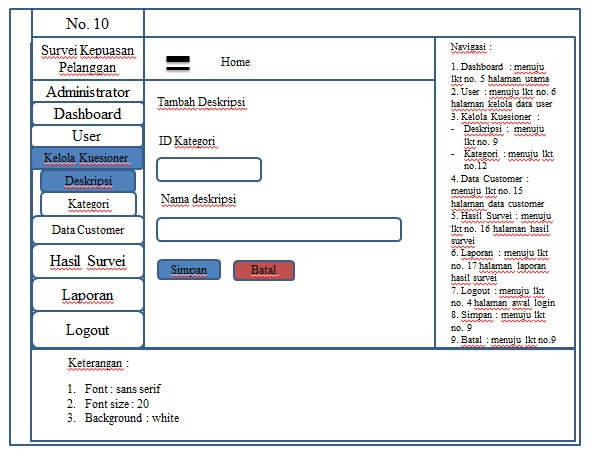 No. 10
Survei Kepuasan
Pelanggan
Administrator
Dashboard
User
Kelola Kuesioner
Deskripsi
Kategori
Data Customer
Hasil Survei
Laporan
Logout
Home
Tambah Deskripsi
ID Kategori
Nama deskripsi
Simpan
Batal
Navigasi :
1. Dashboard : menuju
lkt no. 5 halaman utama
2. User : menuju lkt no. 6
halaman kelola data user
3. Kelola Kuesioner :
- Deskripsi : menuju
lkt no. 9
- Kategori : menuju lkt
no.12
4. Data Customer :
menuju lkt no. 15
halaman data customer
5. Hasil Survei : menuju
lkt no. 16 halaman hasil
survei
6. Laporan : menuju lkt
no. 17 halaman laporan
hasil survei
7. Logout : menuju lkt
no. 4 halaman awal login
8. Simpan : menuju lkt
no. 9
9. Batal : menuju lkt no.9
Keterangan :
1. Font : sans serif
2. Font size : 20
3. Background : white